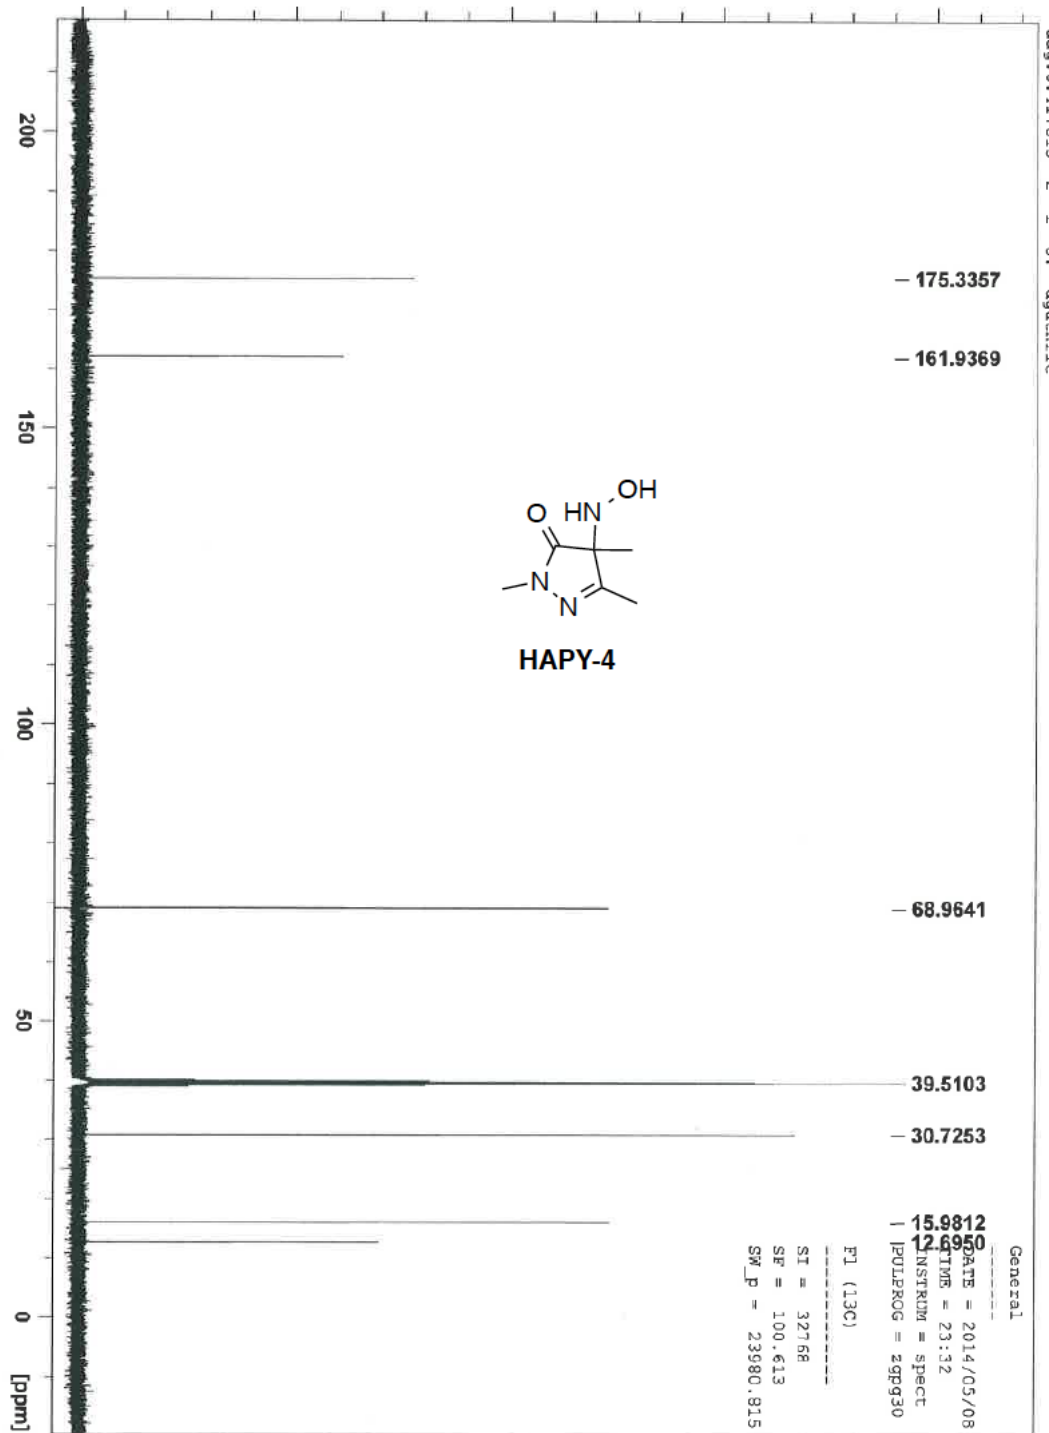 175.3357
161.9369
68.9641
39.5103
30.7253
15.9812
12.6950
O
HN
OH
N
N
HAPY-4
200
150
100
50
0
[ppm]
General
-------
DATE = 2014/05/08
TIME = 23:32
INSTRUM = spect
PULPROG = zgpg30
F1 (13C)
------------
SI = 32768
SF = 100.613
SW_p = 23980.815